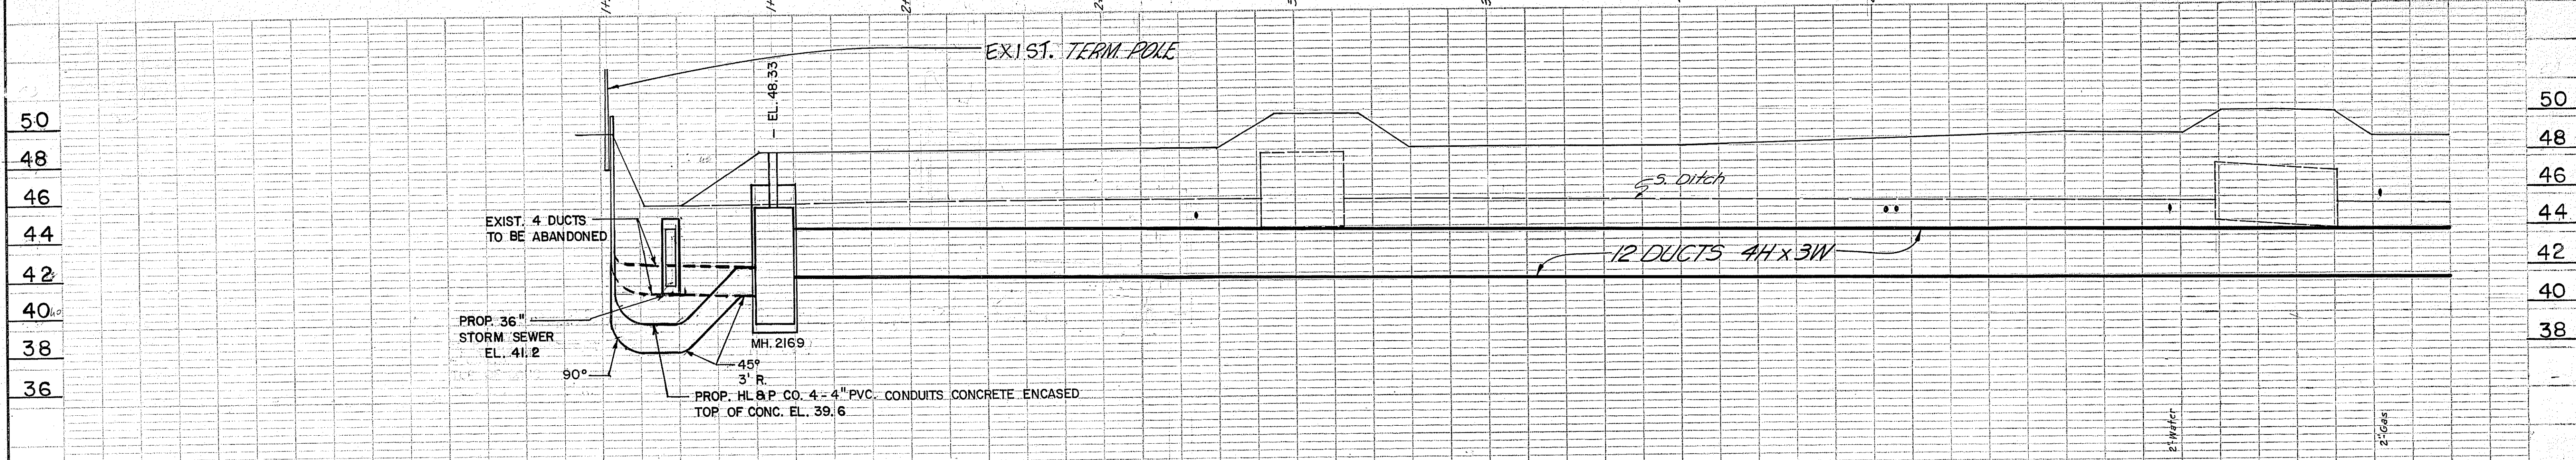 EXIST. TERM. POLE
EL. 48.33
50
48
46
44
42
40
38
36
50
48
46
44
42
40
38
S. Ditch
EXIST. 4 DUCTS
TO BE ABANDONED
12 DUCTS 4H x 3W
PROP. 36"
STORM SEWER
EL. 41.2
MH. 2169
90°
45°
3' R.
PROP. HL&P CO. 4-4" PVC. CONDUITS CONCRETE ENCASED
TOP OF CONC. EL. 39.6
2" Water
2" Gas